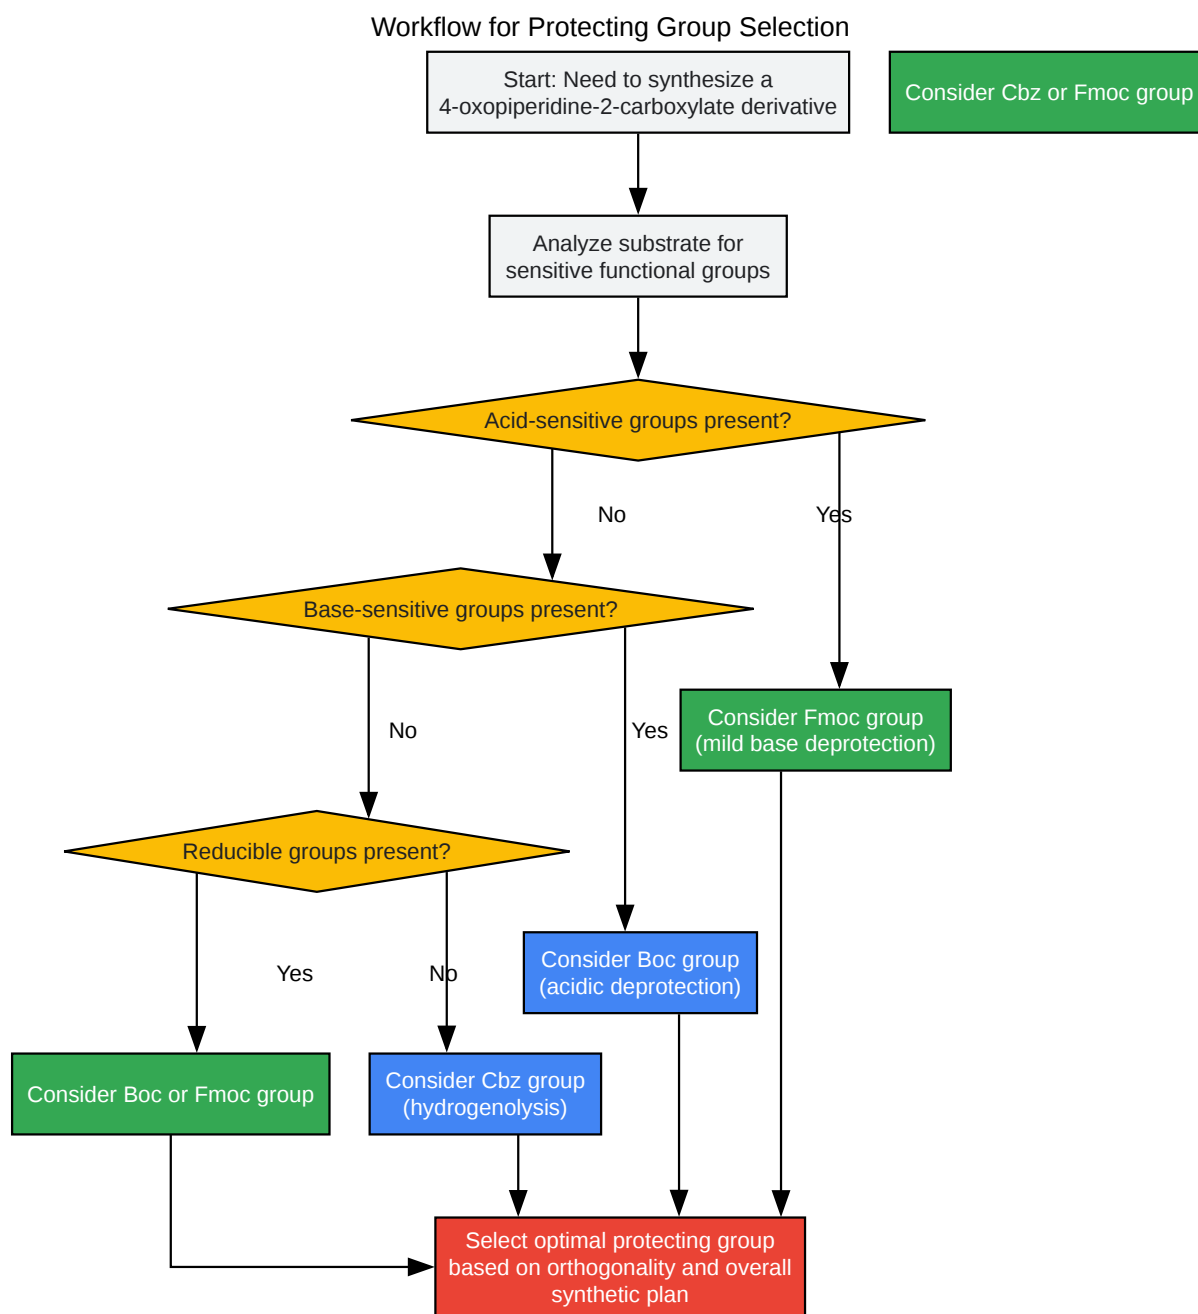 Workflow for Protecting Group Selection
Start: Need to synthesize a
4-oxopiperidine-2-carboxylate derivative
Consider Cbz or Fmoc group
Analyze substrate for
sensitive functional groups
Acid-sensitive groups present?
No
Yes
Base-sensitive groups present?
No
Yes
Consider Fmoc group
(mild base deprotection)
Reducible groups present?
Yes
No
Consider Boc group
(acidic deprotection)
Consider Boc or Fmoc group
Consider Cbz group
(hydrogenolysis)
Select optimal protecting group
based on orthogonality and overall
synthetic plan